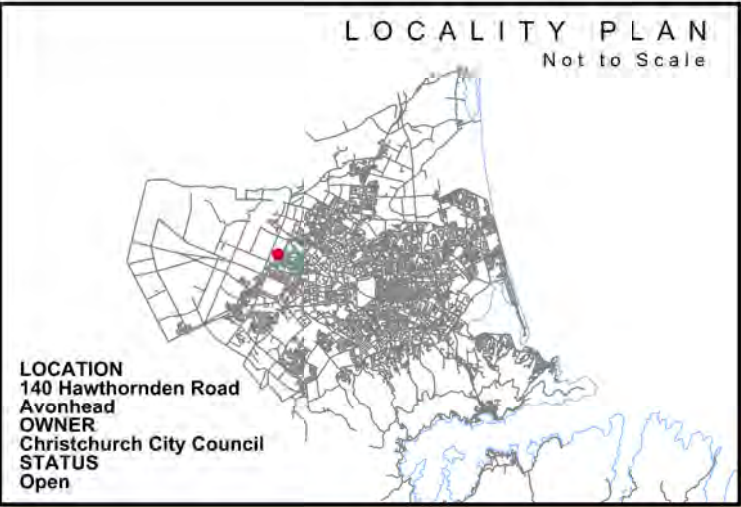 LOCALITY PLAN
Not to Scale
LOCATION
140 Hawthornden Road
Avonhead
OWNER
Christchurch City Council
STATUS
Open